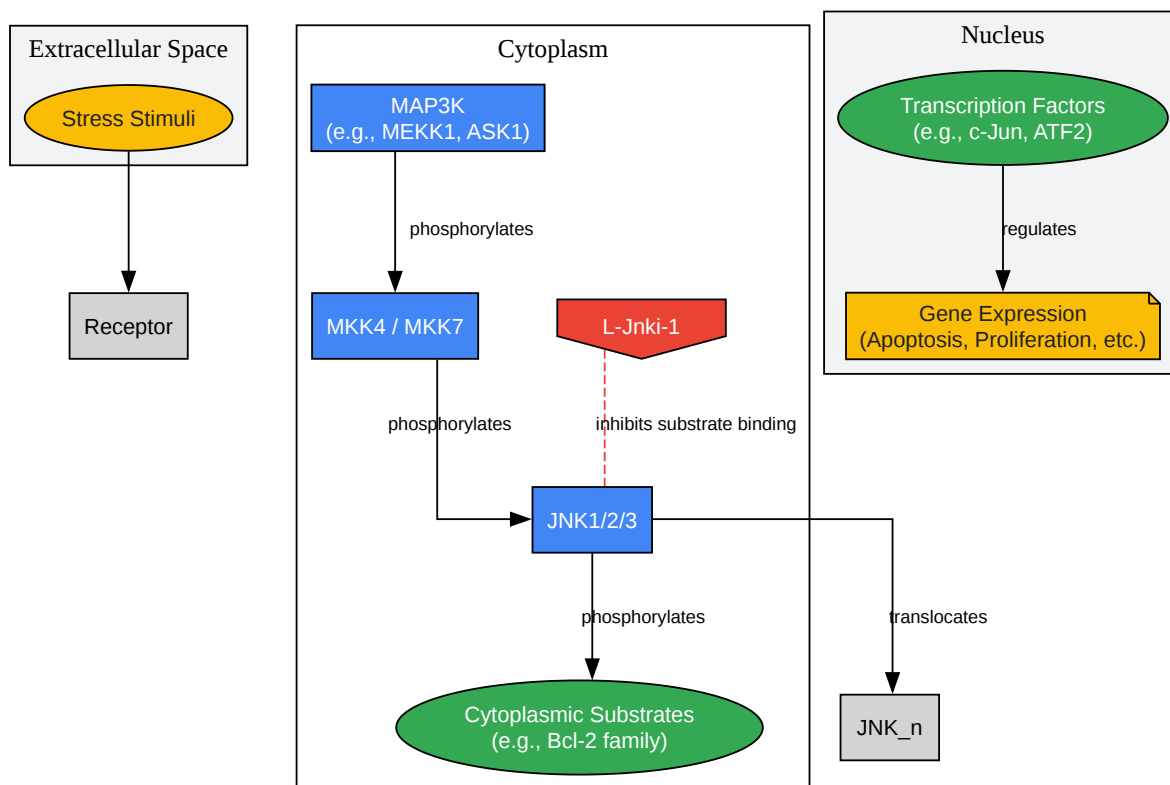 Extracellular Space
Stress Stimuli
Receptor
Cytoplasm
MAP3K
(e.g., MEKK1, ASK1)
phosphorylates
MKK4 / MKK7
L-Jnki-1
phosphorylates
inhibits substrate binding
JNK1/2/3
phosphorylates
translocates
Cytoplasmic Substrates
(e.g., Bcl-2 family)
JNK_n
Nucleus
Transcription Factors
(e.g., c-Jun, ATF2)
regulates
Gene Expression
(Apoptosis, Proliferation, etc.)